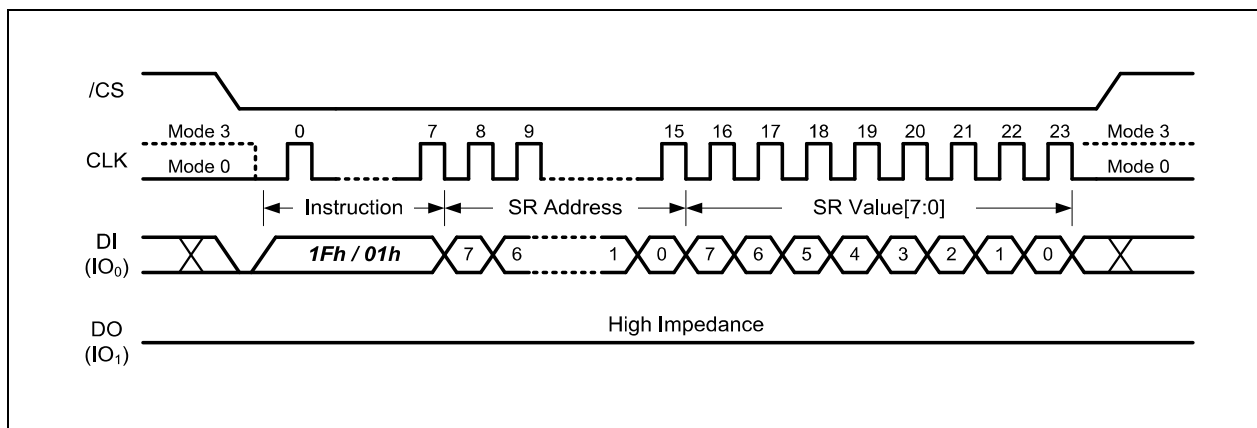 /CS
Mode 3 0 7 8 9 15 16 17 18 19 20 21 22 23 Mode 3
CLK
Mode 0 Mode 0
Instruction SR Address SR Value[7:0]
DI
(IO₀)
1Fh / 01h 7 6 1 0 7 6 5 4 3 2 1 0
High Impedance
DO
(IO₁)